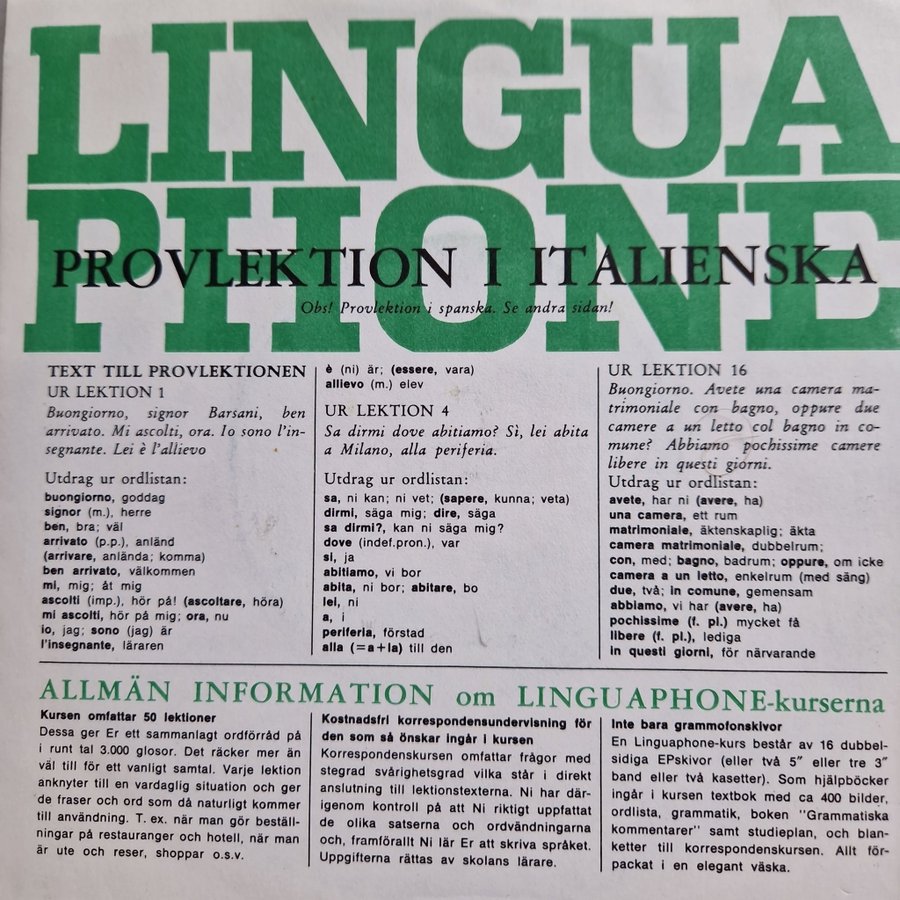 LINGUA
PHONE
PROVLEKTION I ITALIENSKA
Obs! Provlektion i spanska. Se andra sidan!
TEXT TILL PROVLEKTIONEN
UR LEKTION 1
Buongiorno, signor Barsani, ben
arrivato. Mi ascolti, ora. Io sono l'in-
segnante. Lei è l'allievo
Utdrag ur ordlistan:
buongiorno, goddag
signor (m.), herre
ben, bra; väl
arrivato (p.p.), anländ
(arrivare, anlända; komma)
ben arrivato, välkommen
mi, mig; åt mig
ascolti (imp.), hör på! (ascoltare, höra)
mi ascolti, hör på mig; ora, nu
io, jag; sono (jag) är
l'insegnante, läraren
è (ni) är; (essere, vara)
allievo (m.) elev
UR LEKTION 4
Sa dirmi dove abitiamo? Sì, lei abita
a Milano, alla periferia.
Utdrag ur ordlistan:
sa, ni kan; ni vet; (sapere, kunna; veta)
dirmi, säga mig; dire, säga
sa dirmi?, kan ni säga mig?
dove (indef.pron.), var
si, ja
abitiamo, vi bor
abita, ni bor; abitare, bo
lei, ni
a, i
periferia, förstad
alla (=a+la) till den
UR LEKTION 16
Buongiorno. Avete una camera ma-
trimoniale con bagno, oppure due
camere a un letto col bagno in co-
mune? Abbiamo pochissime camere
libere in questi giorni.
Utdrag ur ordlistan:
avete, har ni (avere, ha)
una camera, ett rum
matrimoniale, äktenskaplig; äkta
camera matrimoniale, dubbelrum;
con, med; bagno, badrum; oppure, om icke
camera a un letto, enkelrum (med säng)
due, två; in comune, gemensam
abbiamo, vi har (avere, ha)
pochissime (f. pl.) mycket få
libere (f. pl.), lediga
in questi giorni, för närvarande
ALLMÄN INFORMATION om LINGUAPHONE-kurserna
Kursen omfattar 50 lektioner
Dessa ger Er ett sammanlagt ordförråd på
i runt tal 3.000 glosor. Det räcker mer än
väl till för ett vanligt samtal. Varje lektion
anknyter till en vardaglig situation och ger
de fraser och ord som då naturligt kommer
till användning. T. ex. när man gör beställ-
ningar på restauranger och hotell, när man
är ute och reser, shoppar o.s.v.
Kostnadsfri korrespondensundervisning för
den som så önskar ingår i kursen
Korrespondenskursen omfattar frågor med
stegrad svårighetsgrad vilka står i direkt
anslutning till lektionstexterna. Ni har där-
igenom kontroll på att Ni riktigt uppfattat
de olika satserna och ordvändningarna
och, framförallt Ni lär Er att skriva språket.
Uppgifterna rättas av skolans lärare.
Inte bara grammofonskivor
En Linguaphone-kurs består av 16 dubbel-
sidiga EPskivor (eller två 5" eller tre 3"
band eller två kasetter). Som hjälpböcker
ingår i kursen textbok med ca 400 bilder,
ordlista, grammatik, boken "Grammatiska
kommentarer" samt studieplan, och blan-
ketter till korrespondenskursen. Allt för-
packat i en elegant väska.